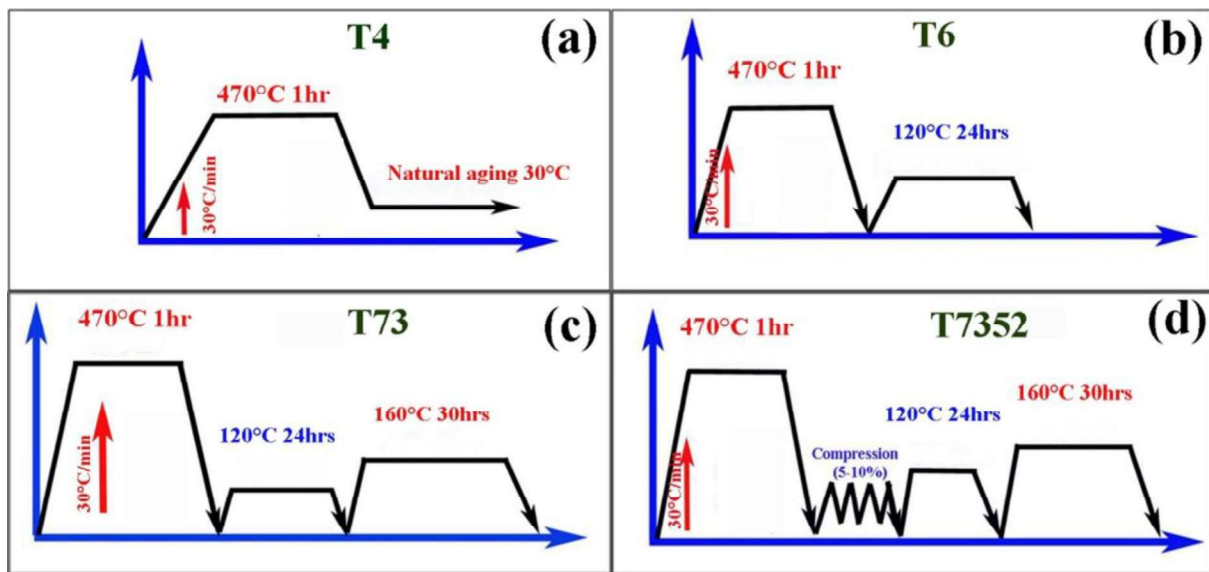 T4
(a)
470°C 1hr
30°C/min
Natural aging 30°C
T6
(b)
470°C 1hr
30°C/min
120°C 24hrs
T73
(c)
470°C 1hr
30°C/min
120°C 24hrs
160°C 30hrs
T7352
(d)
470°C 1hr
30°C/min
Compression
(5-10%)
120°C 24hrs
160°C 30hrs